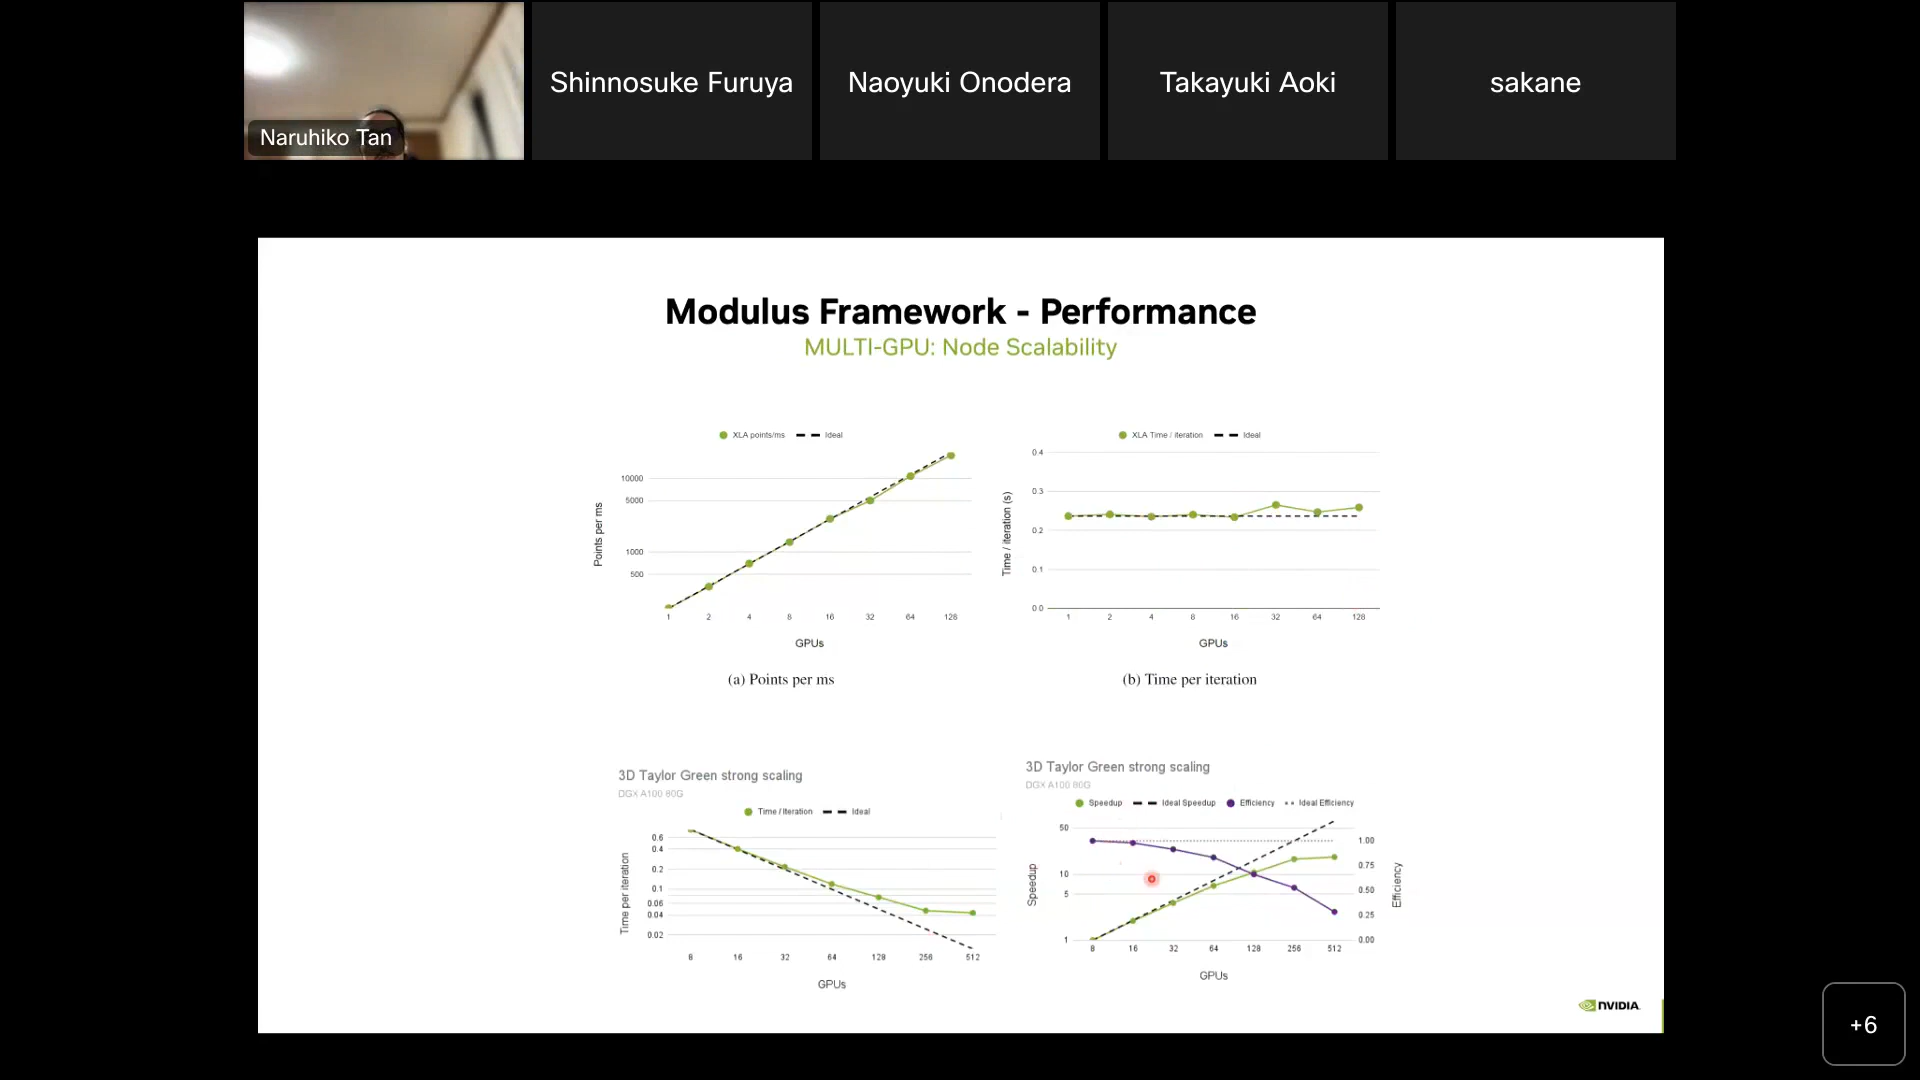 Naruhiko Tan
Shinnosuke Furuya
Naoyuki Onodera
Takayuki Aoki
sakane
Modulus Framework - Performance
MULTI-GPU: Node Scalability
XLA points/ms Ideal
Points per ms
10000
5000
1000
500
1 2 4 8 16 32 64 128
GPUs
(a) Points per ms
XLA Time / iteration Ideal
Time / iteration (s)
0.4
0.3
0.2
0.1
0.0
1 2 4 8 16 32 64 128
GPUs
(b) Time per iteration
3D Taylor Green strong scaling
DGX A100 80G
Time / Iteration Ideal
Time per iteration
0.6
0.4
0.2
0.1
0.06
0.04
0.02
8 16 32 64 128 256 512
GPUs
3D Taylor Green strong scaling
DGX A100 80G
Speedup Ideal Speedup Efficiency Ideal Efficiency
Speedup
50
10
5
1
1.00
0.75
0.50
0.25
0.00
Efficiency
8 16 32 64 128 256 512
GPUs
NVIDIA
+6